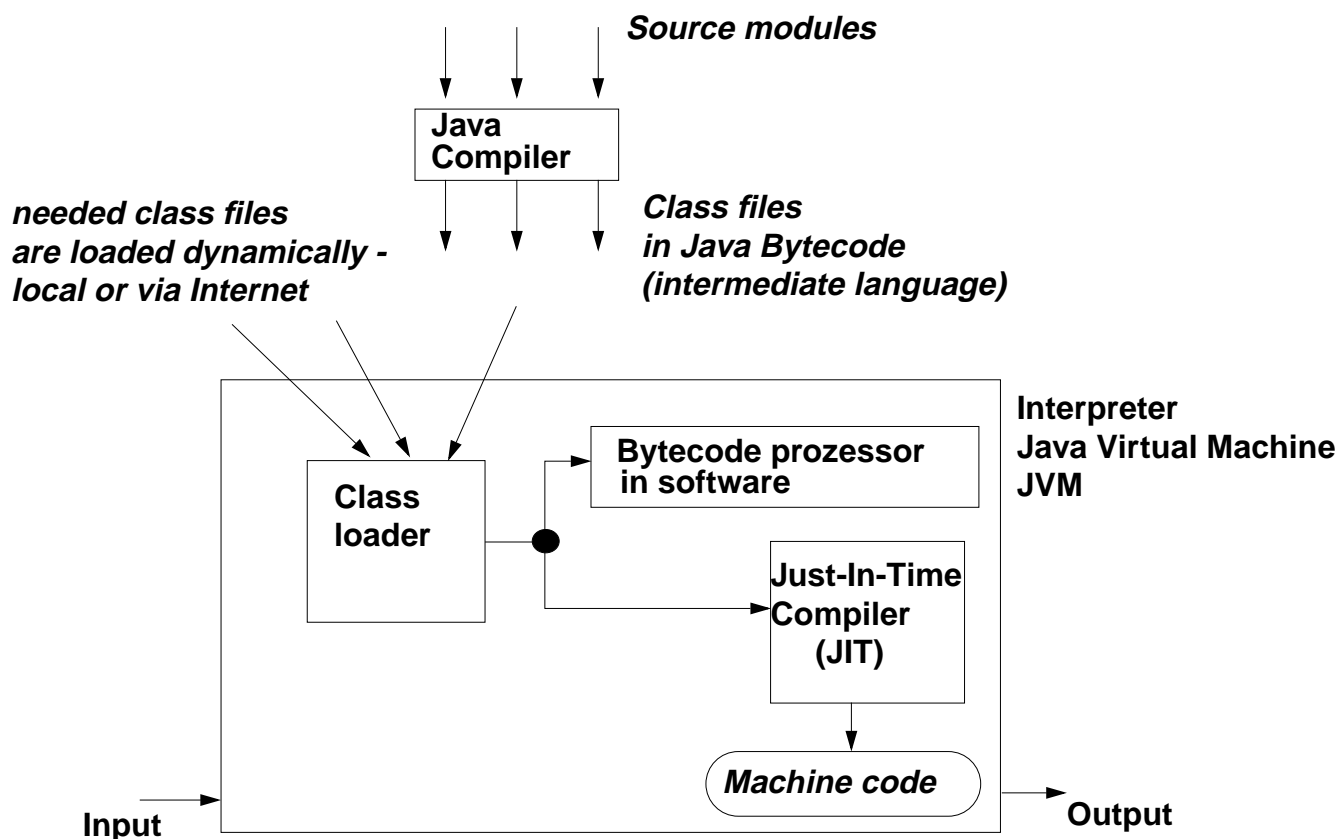 Source modules
Java
Compiler
needed class files
are loaded dynamically -
local or via Internet
Class files
in Java Bytecode
(intermediate language)
Interpreter
Java Virtual Machine
JVM
Bytecode prozessor
in software
Class
loader
Just-In-Time
Compiler
(JIT)
Machine code
Input
Output